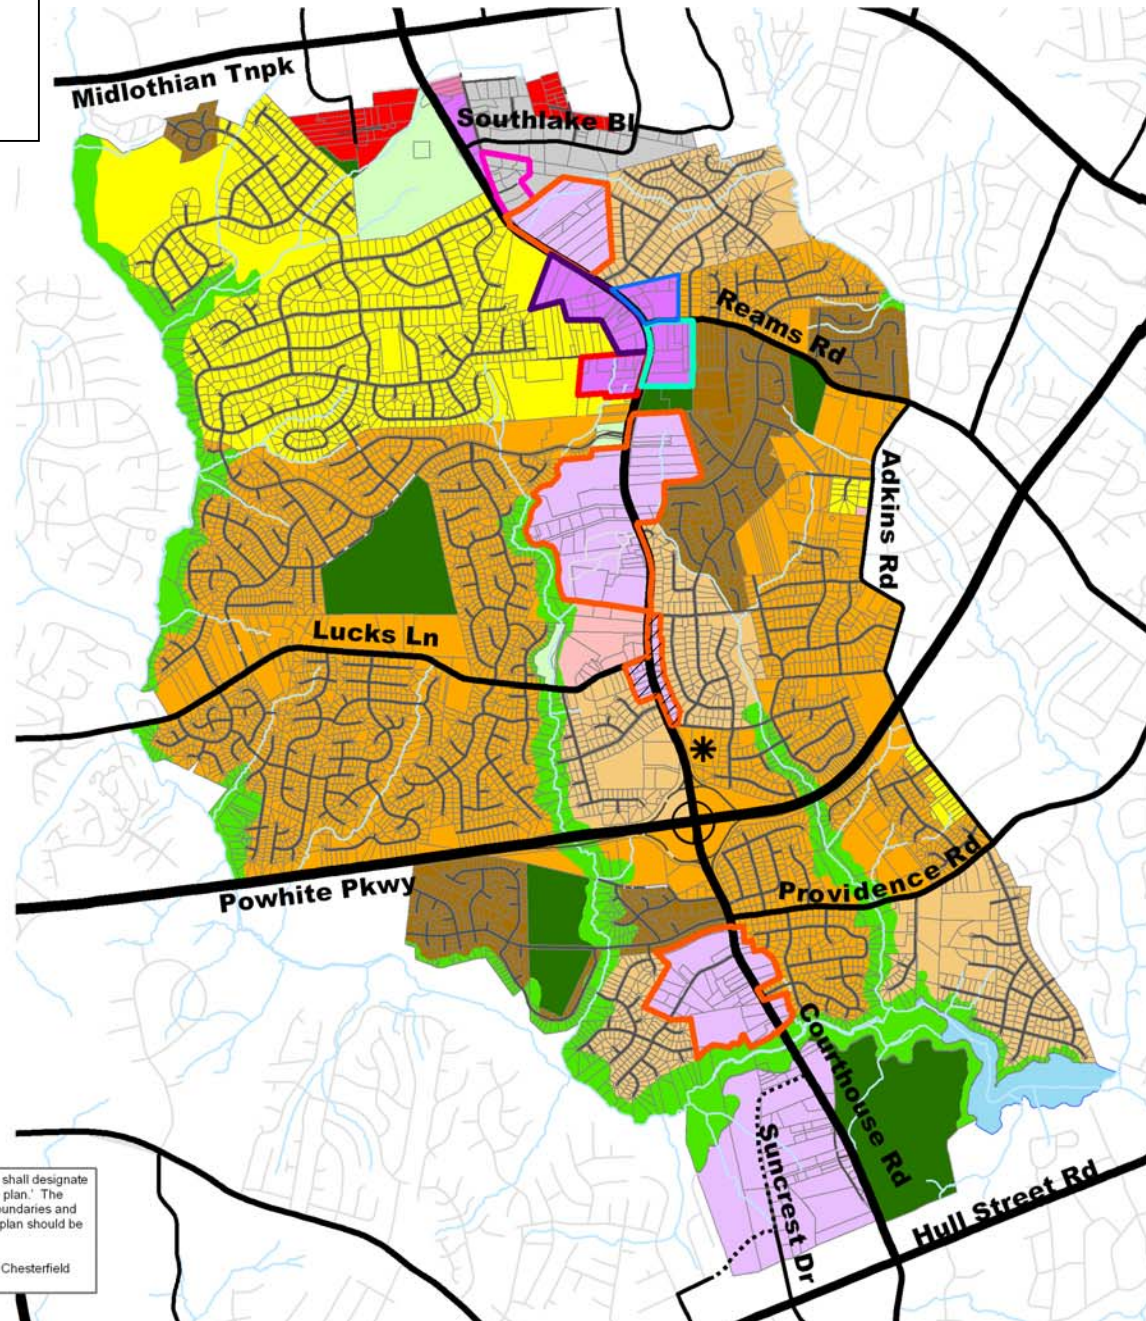 Midlothian Tnpk
Southlake Bl
Reams Rd
Adkins Rd
Lucks Ln
Powhite Pkwy
Providence Rd
Courthouse Rd
Suncrest Dr
Hull Street Rd
shall designate
plan.' The
undaries and
plan should be
Chesterfield